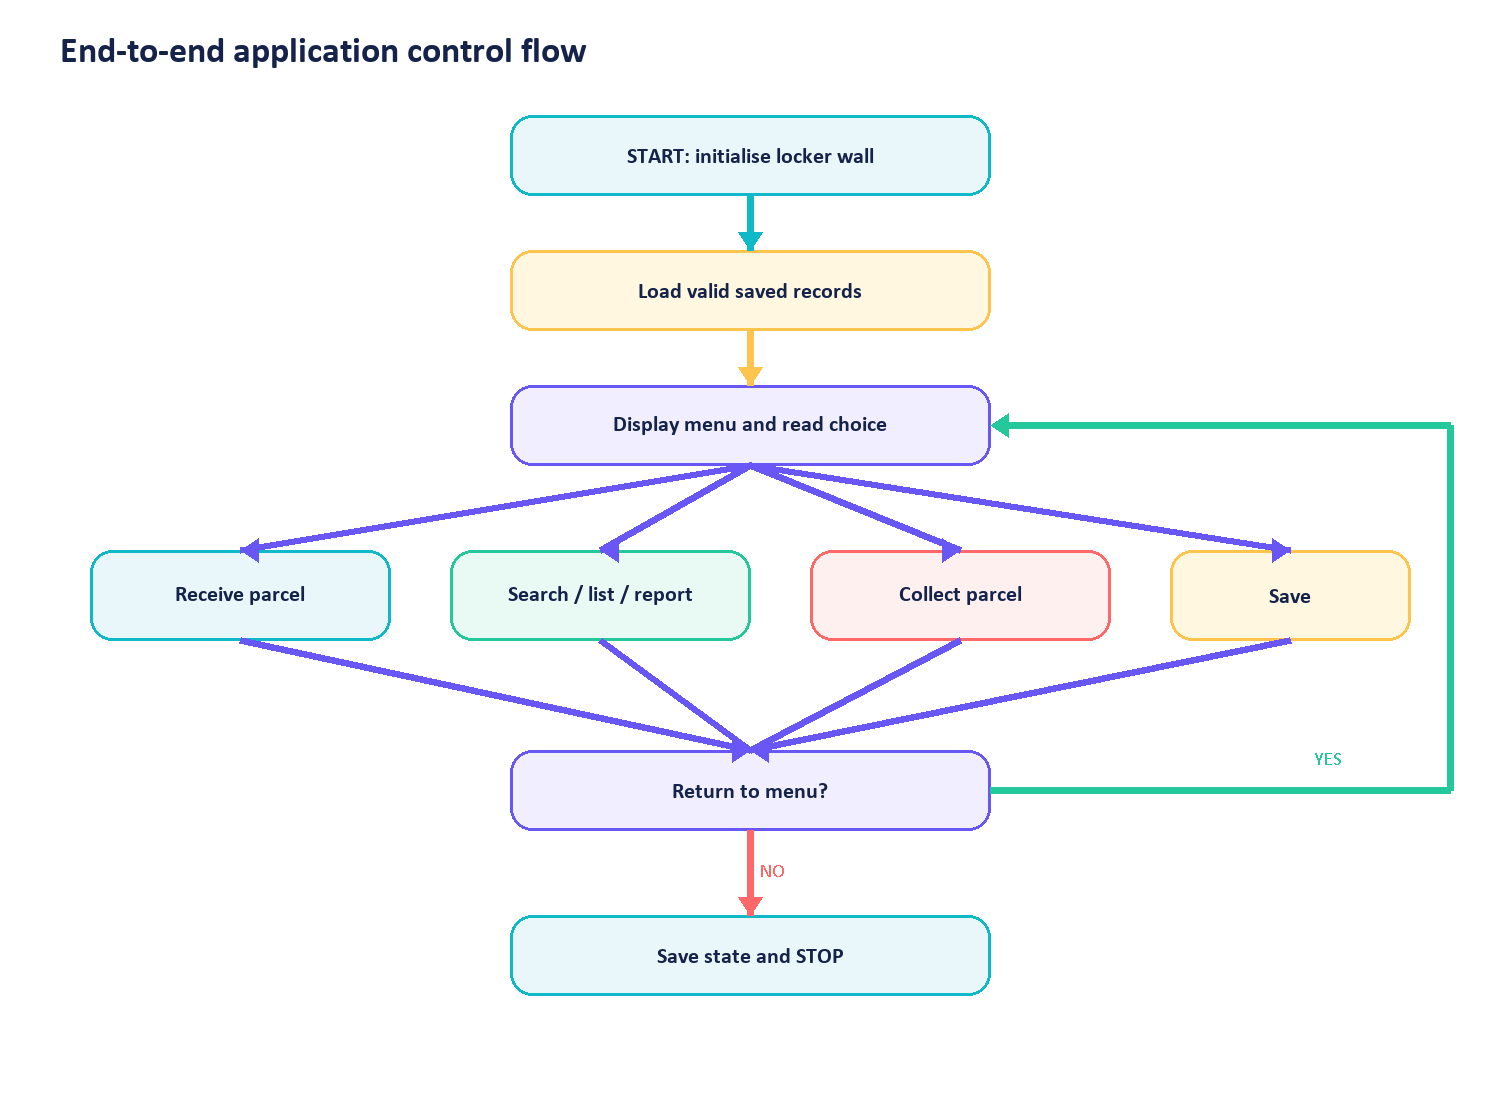 End-to-end application control flow
START: initialise locker wall
Load valid saved records
Display menu and read choice
Receive parcel
Search / list / report
Collect parcel
Save
Return to menu?
YES
NO
Save state and STOP